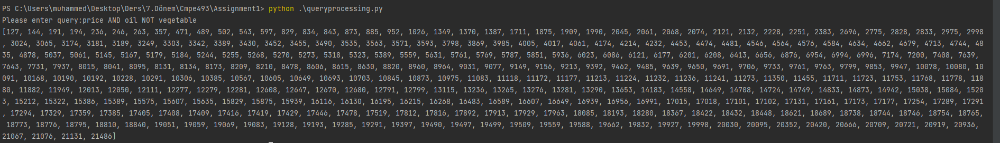 PS C:\Users\muhammed\Desktop\Ders\7.Dönem\Cmpe493\Assignment1> python .\queryprocessing.py
Please enter query:price AND oil NOT vegetable
[127, 144, 191, 194, 236, 246, 263, 357, 471, 489, 502, 543, 597, 829, 834, 843, 873, 885, 952, 1026, 1349, 1370, 1387, 1711, 1875, 1909, 1990, 2045, 2061, 2068, 2074, 2121, 2132, 2228, 2251, 2383, 2696, 2775, 2828, 2833, 2975, 2998
, 3024, 3065, 3174, 3181, 3189, 3249, 3303, 3342, 3389, 3430, 3452, 3455, 3490, 3535, 3563, 3571, 3593, 3798, 3869, 3985, 4005, 4017, 4061, 4174, 4214, 4232, 4453, 4474, 4481, 4546, 4564, 4576, 4584, 4634, 4662, 4679, 4713, 4744, 48
35, 4878, 5037, 5061, 5145, 5167, 5179, 5184, 5244, 5255, 5268, 5270, 5273, 5318, 5323, 5389, 5559, 5631, 5761, 5769, 5787, 5851, 5936, 6023, 6086, 6121, 6177, 6201, 6208, 6413, 6656, 6876, 6954, 6994, 6996, 7174, 7200, 7408, 7639,
7643, 7731, 7937, 8015, 8041, 8095, 8131, 8134, 8173, 8209, 8210, 8478, 8606, 8615, 8630, 8820, 8960, 8964, 9031, 9077, 9149, 9156, 9213, 9392, 9462, 9485, 9639, 9650, 9691, 9706, 9733, 9761, 9763, 9799, 9853, 9947, 10078, 10080, 10
091, 10168, 10190, 10192, 10228, 10291, 10306, 10385, 10567, 10605, 10649, 10693, 10703, 10845, 10873, 10975, 11083, 11118, 11172, 11177, 11213, 11224, 11232, 11236, 11241, 11273, 11350, 11455, 11711, 11723, 11753, 11768, 11778, 118
80, 11882, 11949, 12013, 12050, 12111, 12277, 12279, 12281, 12608, 12647, 12670, 12680, 12791, 12799, 13115, 13236, 13265, 13276, 13281, 13290, 13653, 14183, 14558, 14649, 14708, 14724, 14749, 14833, 14873, 14942, 15038, 15084, 1520
3, 15212, 15322, 15386, 15389, 15575, 15607, 15635, 15829, 15875, 15939, 16116, 16130, 16195, 16215, 16268, 16483, 16589, 16607, 16649, 16939, 16956, 16991, 17015, 17018, 17101, 17102, 17131, 17161, 17173, 17177, 17254, 17289, 17291
, 17294, 17329, 17359, 17385, 17405, 17408, 17409, 17416, 17419, 17429, 17446, 17478, 17519, 17812, 17816, 17892, 17913, 17929, 17963, 18085, 18193, 18280, 18367, 18422, 18432, 18448, 18621, 18689, 18738, 18744, 18746, 18754, 18765,
18773, 18776, 18795, 18810, 18840, 19051, 19059, 19069, 19083, 19128, 19193, 19285, 19291, 19397, 19490, 19497, 19499, 19509, 19559, 19588, 19662, 19832, 19927, 19998, 20030, 20095, 20352, 20420, 20666, 20709, 20721, 20919, 20936,
21067, 21076, 21131, 21486]